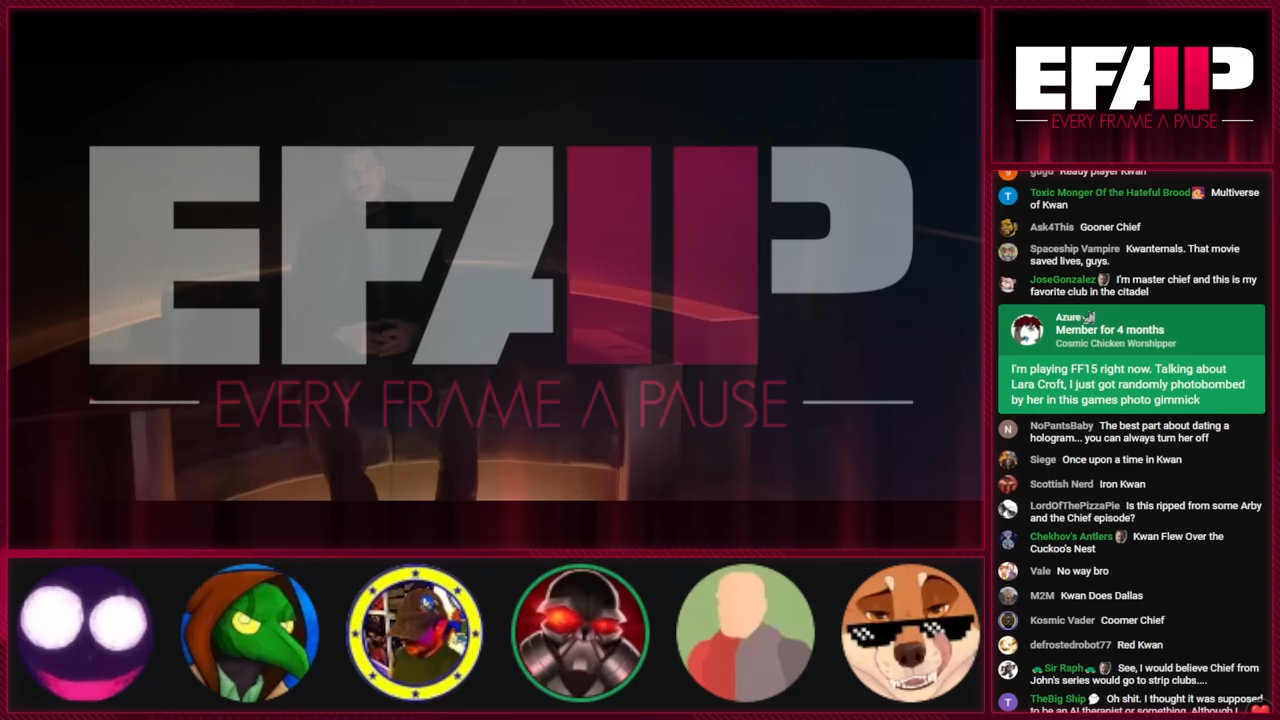 EFAP
EVERY FRAME A PAUSE
EFAP
EVERY FRAME A PAUSE
gugu Ready player Kwan
Toxic Monger Of the Hateful Brood Multiverse
of Kwan
Ask4This Gooner Chief
Spaceship Vampire Kwanternals. That movie
saved lives, guys.
JoseGonzalez I'm master chief and this is my
favorite club in the citadel
Azure
Member for 4 months
Cosmic Chicken Worshipper
I'm playing FF15 right now. Talking about
Lara Croft, I just got randomly photobombed
by her in this games photo gimmick
N NoPantsBaby The best part about dating a
hologram... you can always turn her off
Siege Once upon a time in Kwan
Scottish Nerd Iron Kwan
LordOfThePizzaPie Is this ripped from some Arby
and the Chief episode?
Chekhov's Antlers Kwan Flew Over the
Cuckoo's Nest
Vale No way bro
M2M Kwan Does Dallas
Kosmic Vader Coomer Chief
defrostedrobot77 Red Kwan
Sir Raph See, I would believe Chief from
John's series would go to strip clubs....
T TheBig Ship Oh shit. I thought it was supposed
to be an AI therapist or something. Although I